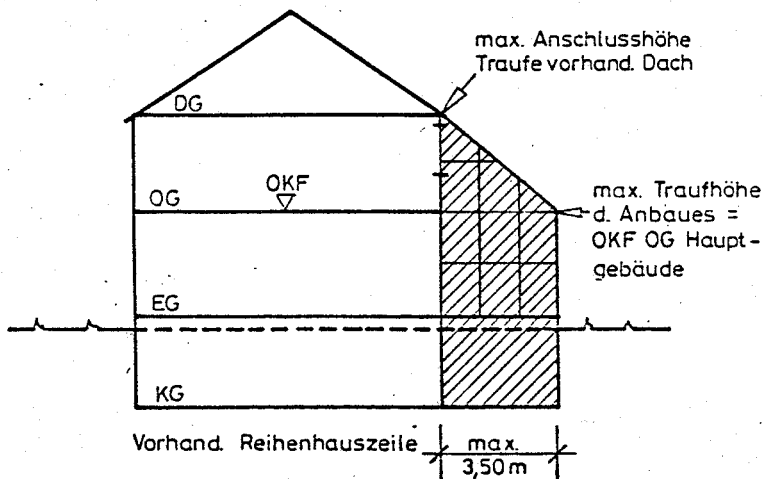 max. Anschlusshöhe
Traufe vorhand. Dach
DG
OKF
OG
max. Traufhöhe
d. Anbaues =
OKF OG Haupt-
gebäude
EG
KG
Vorhand. Reihenhauszeile
max.
3,50 m